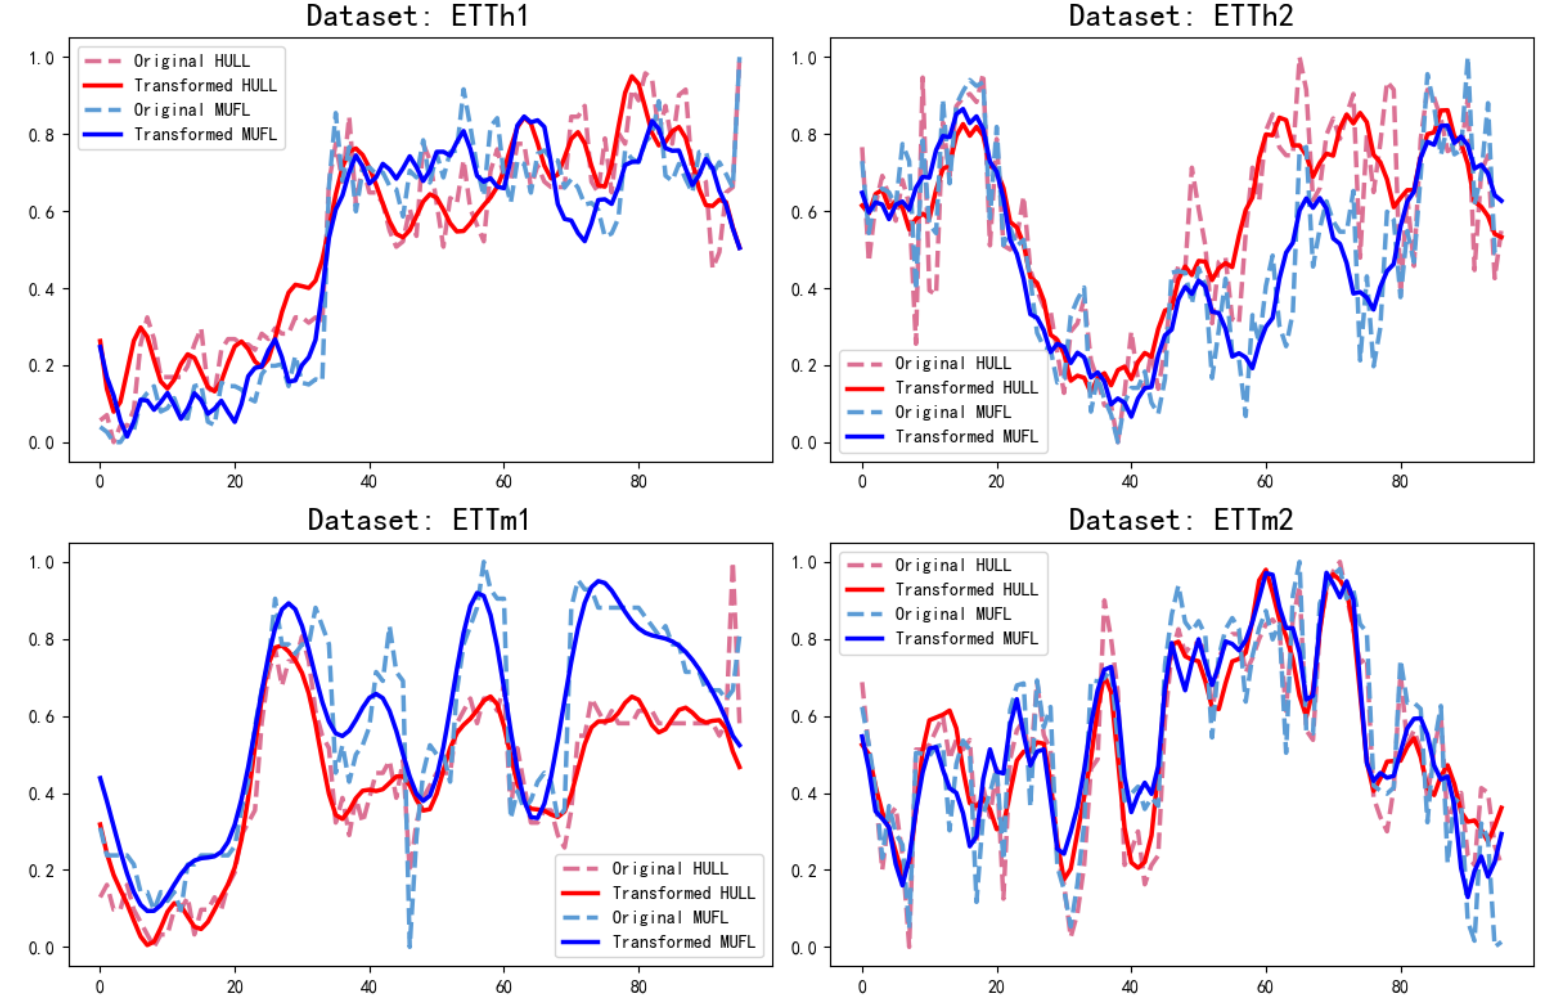 Dataset: ETTh1
1.0
0.8
0.6
0.4
0.2
0.0
0
20
40
60
80
Original HULL
Transformed HULL
Original MUFL
Transformed MUFL
Dataset: ETTh2
1.0
0.8
0.6
0.4
0.2
0.0
0
20
40
60
80
Original HULL
Transformed HULL
Original MUFL
Transformed MUFL
Dataset: ETTm1
1.0
0.8
0.6
0.4
0.2
0.0
0
20
40
60
80
Original HULL
Transformed HULL
Original MUFL
Transformed MUFL
Dataset: ETTm2
1.0
0.8
0.6
0.4
0.2
0.0
0
20
40
60
80
Original HULL
Transformed HULL
Original MUFL
Transformed MUFL